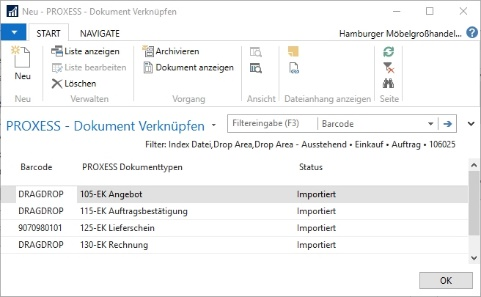 Neu - PROXESS - Dokument Verknüpfen
START NAVIGATE Hamburger Möbelgroßhandel...
Neu
Liste anzeigen
Liste bearbeiten
Löschen
Archivieren
Dokument anzeigen
Neu Verwalten Vorgang Ansicht Dateianhang anzeigen Seite
PROXESS - Dokument Verknüpfen Filtereingabe (F3) Barcode
Filter: Index Datei,Drop Area,Drop Area - Ausstehend • Einkauf • Auftrag • 106025
Barcode PROXESS Dokumenttypen Status
DRAGDROP 105-EK Angebot Importiert
DRAGDROP 115-EK Auftragsbestätigung Importiert
9070980101 125-EK Lieferschein Importiert
DRAGDROP 130-EK Rechnung Importiert
OK